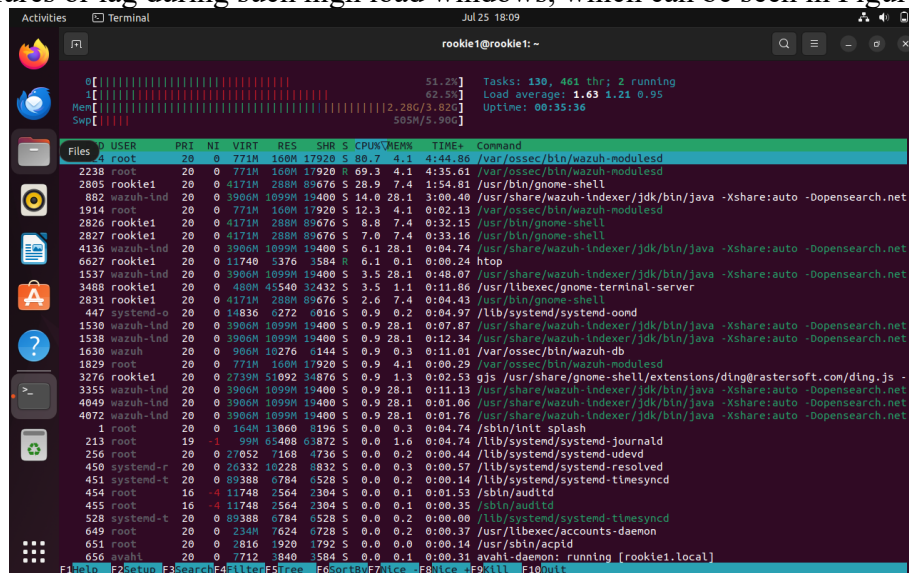 ares or lag during such high load windows, which can be seen in Figur
Activities Terminal Jul 25 18:09
rookie1@rookie1: ~
0[||||||||||||||||||||||||||||||| 51.2%] Tasks: 130, 461 thr; 2 running
1[|||||||||||||||||||||||||||||||||||||| 62.5%] Load average: 1.63 1.21 0.95
Mem[||||||||||||||||||||||||||||||||||||||||||||||||2.28G/3.82G] Uptime: 00:35:36
Swp[||||| 505M/5.90G]
Files D USER PRI NI VIRT RES SHR S CPU%▽MEM% TIME+ Command
4 root 20 0 771M 160M 17920 S 80.7 4.1 4:44.86 /var/ossec/bin/wazuh-modulesd
2238 root 20 0 771M 160M 17920 R 69.3 4.1 4:35.61 /var/ossec/bin/wazuh-modulesd
2805 rookie1 20 0 4171M 288M 89676 S 28.9 7.4 1:54.81 /usr/bin/gnome-shell
882 wazuh-ind 20 0 3906M 1099M 19400 S 14.0 28.1 3:00.40 /usr/share/wazuh-indexer/jdk/bin/java -Xshare:auto -Dopensearch.net
1914 root 20 0 771M 160M 17920 S 12.3 4.1 0:02.13 /var/ossec/bin/wazuh-modulesd
2826 rookie1 20 0 4171M 288M 89676 S 8.8 7.4 0:32.15 /usr/bin/gnome-shell
2827 rookie1 20 0 4171M 288M 89676 S 7.0 7.4 0:33.16 /usr/bin/gnome-shell
4136 wazuh-ind 20 0 3906M 1099M 19400 S 6.1 28.1 0:04.74 /usr/share/wazuh-indexer/jdk/bin/java -Xshare:auto -Dopensearch.net
6627 rookie1 20 0 11740 5376 3584 R 6.1 0.1 0:00.24 htop
1537 wazuh-ind 20 0 3906M 1099M 19400 S 3.5 28.1 0:48.07 /usr/share/wazuh-indexer/jdk/bin/java -Xshare:auto -Dopensearch.net
3488 rookie1 20 0 480M 45540 32432 S 3.5 1.1 0:11.86 /usr/libexec/gnome-terminal-server
2831 rookie1 20 0 4171M 288M 89676 S 2.6 7.4 0:04.43 /usr/bin/gnome-shell
447 systemd-o 20 0 14836 6272 6016 S 0.9 0.2 0:04.97 /lib/systemd/systemd-oomd
1530 wazuh-ind 20 0 3906M 1099M 19400 S 0.9 28.1 0:07.87 /usr/share/wazuh-indexer/jdk/bin/java -Xshare:auto -Dopensearch.net
1538 wazuh-ind 20 0 3906M 1099M 19400 S 0.9 28.1 0:12.34 /usr/share/wazuh-indexer/jdk/bin/java -Xshare:auto -Dopensearch.net
1630 wazuh 20 0 906M 10276 6144 S 0.9 0.3 0:11.01 /var/ossec/bin/wazuh-db
1829 root 20 0 771M 160M 17920 S 0.9 4.1 0:00.29 /var/ossec/bin/wazuh-modulesd
3276 rookie1 20 0 2739M 51092 34876 S 0.9 1.3 0:02.53 gjs /usr/share/gnome-shell/extensions/ding@rastersoft.com/ding.js -
3355 wazuh-ind 20 0 3906M 1099M 19400 S 0.9 28.1 0:11.13 /usr/share/wazuh-indexer/jdk/bin/java -Xshare:auto -Dopensearch.net
4049 wazuh-ind 20 0 3906M 1099M 19400 S 0.9 28.1 0:01.06 /usr/share/wazuh-indexer/jdk/bin/java -Xshare:auto -Dopensearch.net
4072 wazuh-ind 20 0 3906M 1099M 19400 S 0.9 28.1 0:01.76 /usr/share/wazuh-indexer/jdk/bin/java -Xshare:auto -Dopensearch.net
1 root 20 0 164M 13060 8196 S 0.0 0.3 0:04.74 /sbin/init splash
213 root 19 -1 99M 65408 63872 S 0.0 1.6 0:04.74 /lib/systemd/systemd-journald
256 root 20 0 27052 7168 4736 S 0.0 0.2 0:00.44 /lib/systemd/systemd-udevd
450 systemd-r 20 0 26332 10228 8832 S 0.0 0.3 0:00.57 /lib/systemd/systemd-resolved
451 systemd-t 20 0 89388 6784 6528 S 0.0 0.2 0:00.14 /lib/systemd/systemd-timesyncd
454 root 16 -4 11748 2564 2304 S 0.0 0.1 0:01.53 /sbin/auditd
455 root 16 -4 11748 2564 2304 S 0.0 0.1 0:00.35 /sbin/auditd
528 systemd-t 20 0 89388 6784 6528 S 0.0 0.2 0:00.00 /lib/systemd/systemd-timesyncd
649 root 20 0 234M 7624 6728 S 0.0 0.2 0:00.37 /usr/libexec/accounts-daemon
651 root 20 0 2816 1920 1792 S 0.0 0.0 0:00.14 /usr/sbin/acpid
656 avahi 20 0 7712 3840 3584 S 0.0 0.1 0:00.31 avahi-daemon: running [rookie1.local]
F1Help F2Setup F3SearchF4FilterF5Tree F6SortByF7Nice -F8Nice +F9Kill F10Quit